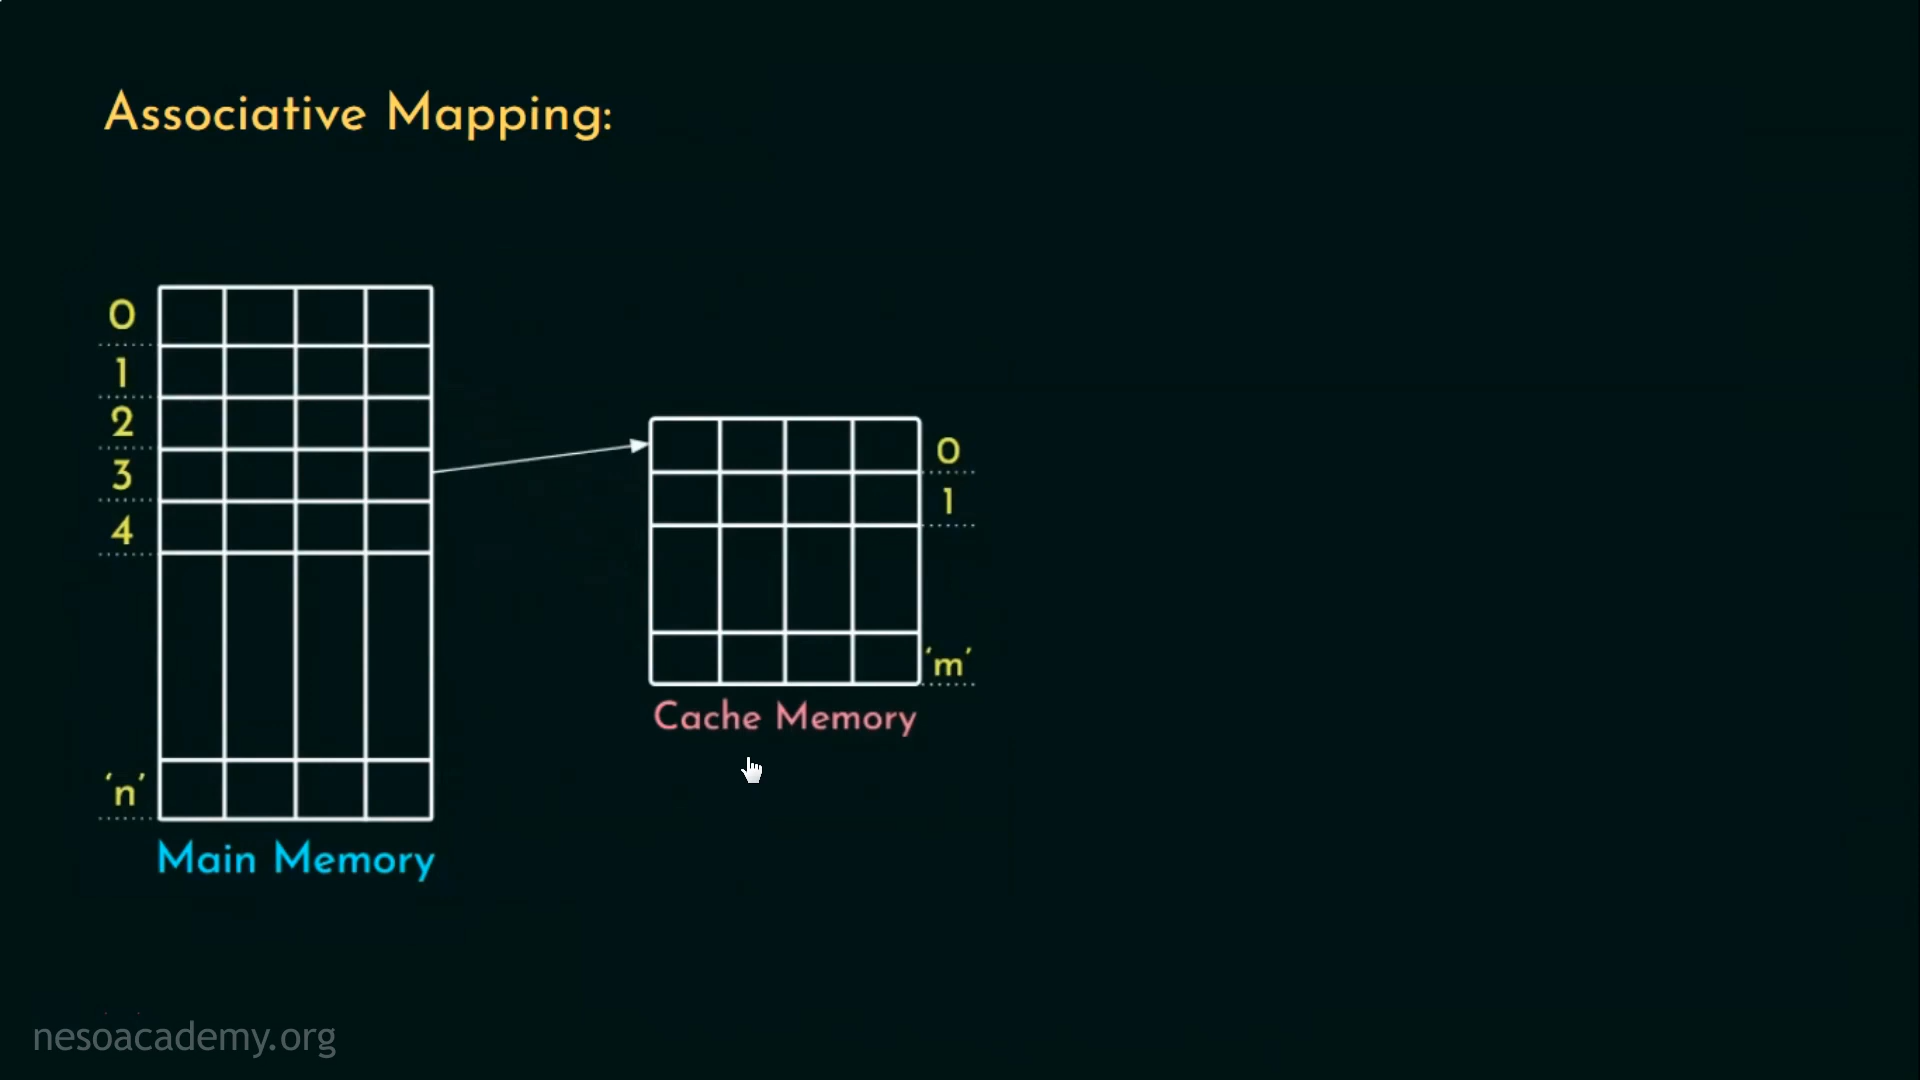 Associative Mapping:
0
1
2
3
4
‘n’
Main Memory
0
1
‘m’
Cache Memory
nesoacademy.org